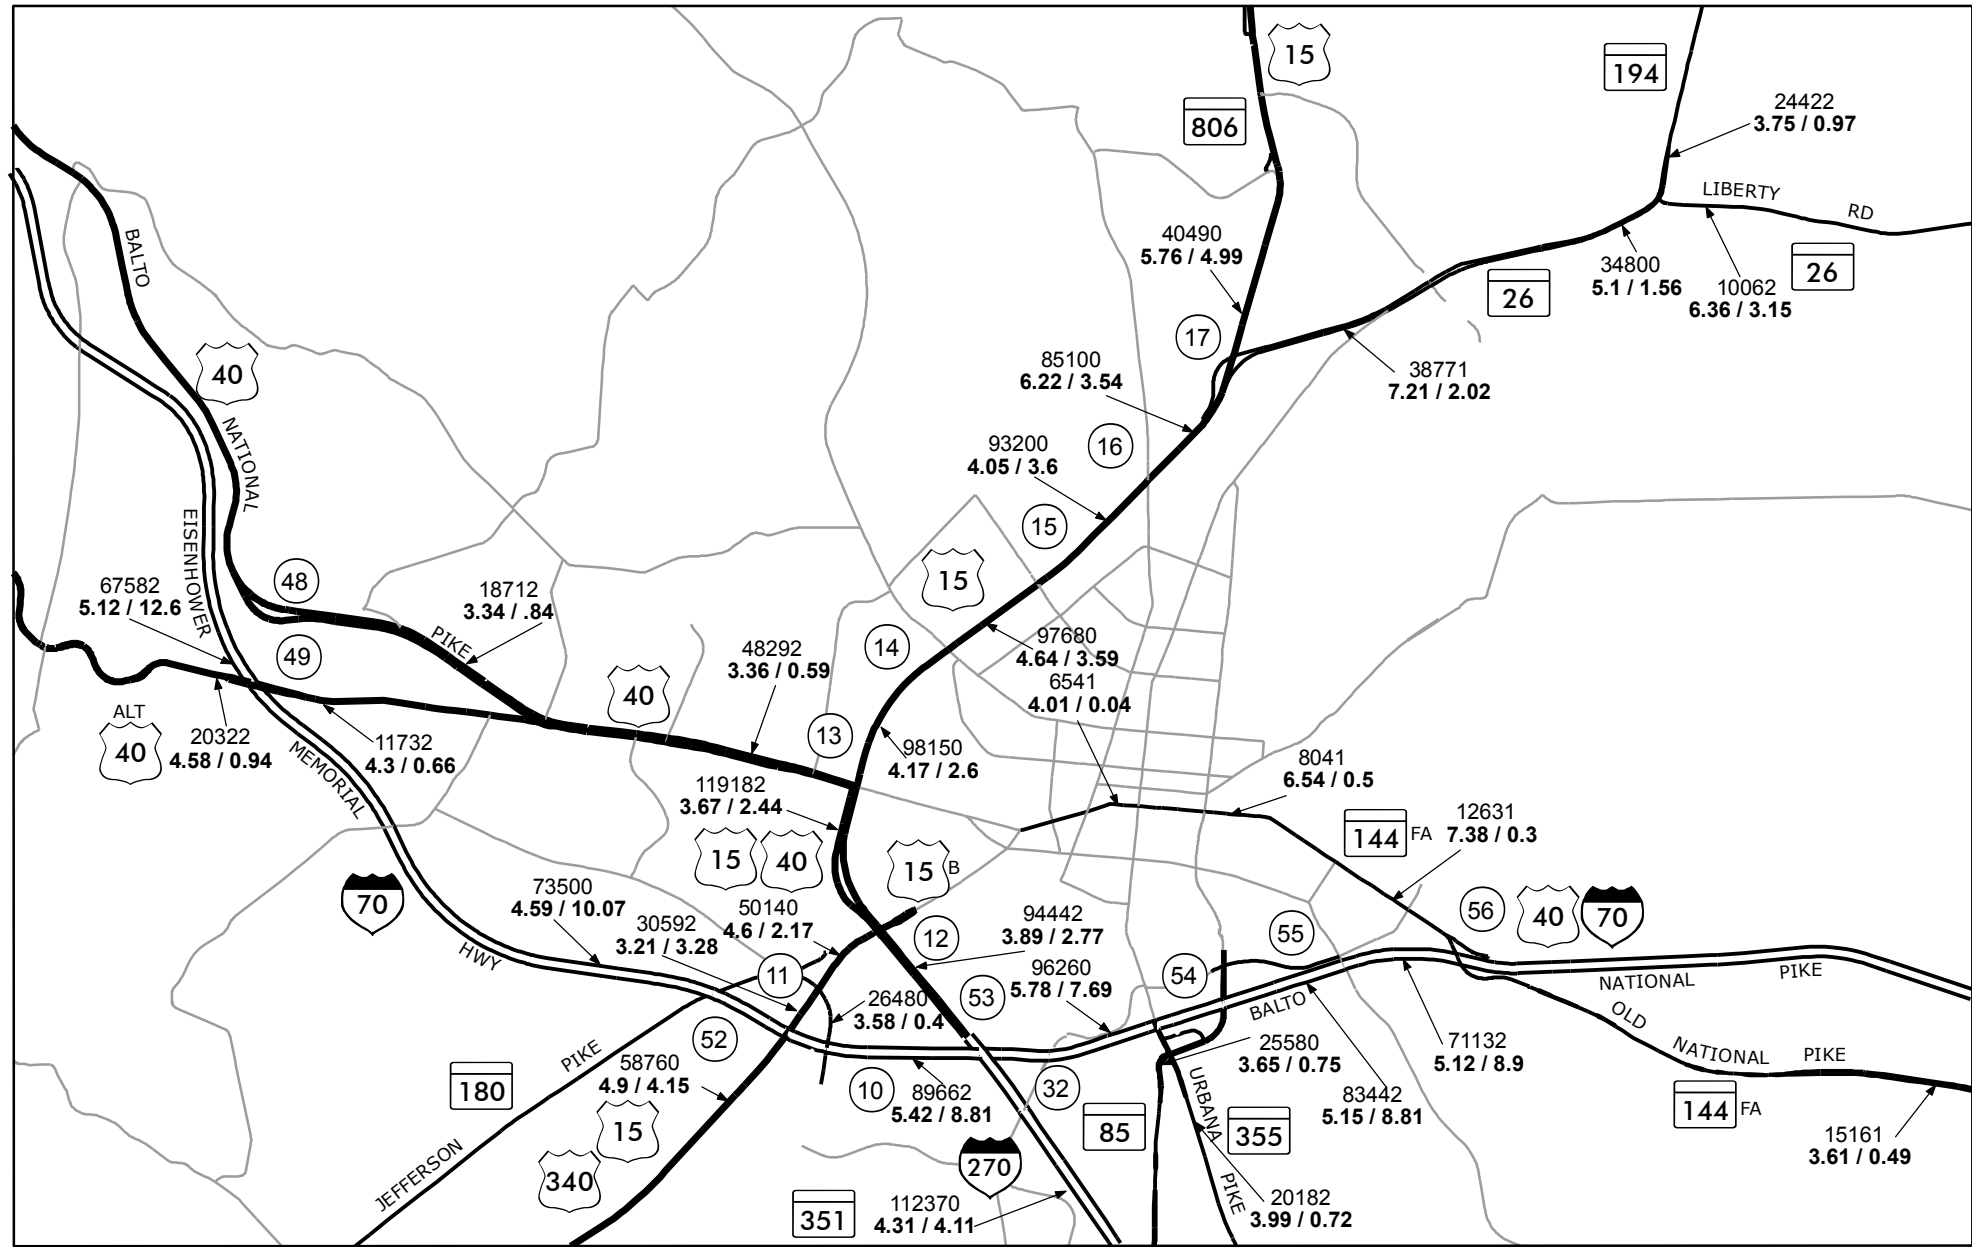 15
194
806
24422
3.75 / 0.97
LIBERTY
RD
BALTO
40490
5.76 / 4.99
26
34800
5.1 / 1.56
26
10062
6.36 / 3.15
17
40
85100
6.22 / 3.54
38771
7.21 / 2.02
NATIONAL
93200
4.05 / 3.6
16
EISENHOWER
15
48
15
67582
5.12 / 12.6
18712
3.34 / .84
PIKE
49
14
97680
4.64 / 3.59
48292
3.36 / 0.59
6541
4.01 / 0.04
40
ALT
40
20322
4.58 / 0.94
11732
4.3 / 0.66
MEMORIAL
13
98150
4.17 / 2.6
8041
6.54 / 0.5
119182
3.67 / 2.44
144 FA
12631
7.38 / 0.3
15
40
15 B
70
73500
4.59 / 10.07
30592
3.21 / 3.28
50140
4.6 / 2.17
94442
3.89 / 2.77
12
55
56
40
70
HWY
11
96260
5.78 / 7.69
54
NATIONAL
PIKE
26480
3.58 / 0.4
53
BALTO
OLD
52
PIKE
25580
3.65 / 0.75
71132
5.12 / 8.9
NATIONAL
PIKE
180
58760
4.9 / 4.15
10
89662
5.42 / 8.81
32
URBANA
83442
5.15 / 8.81
144 FA
15
85
355
15161
3.61 / 0.49
JEFFERSON
340
270
351
112370
4.31 / 4.11
PIKE
20182
3.99 / 0.72